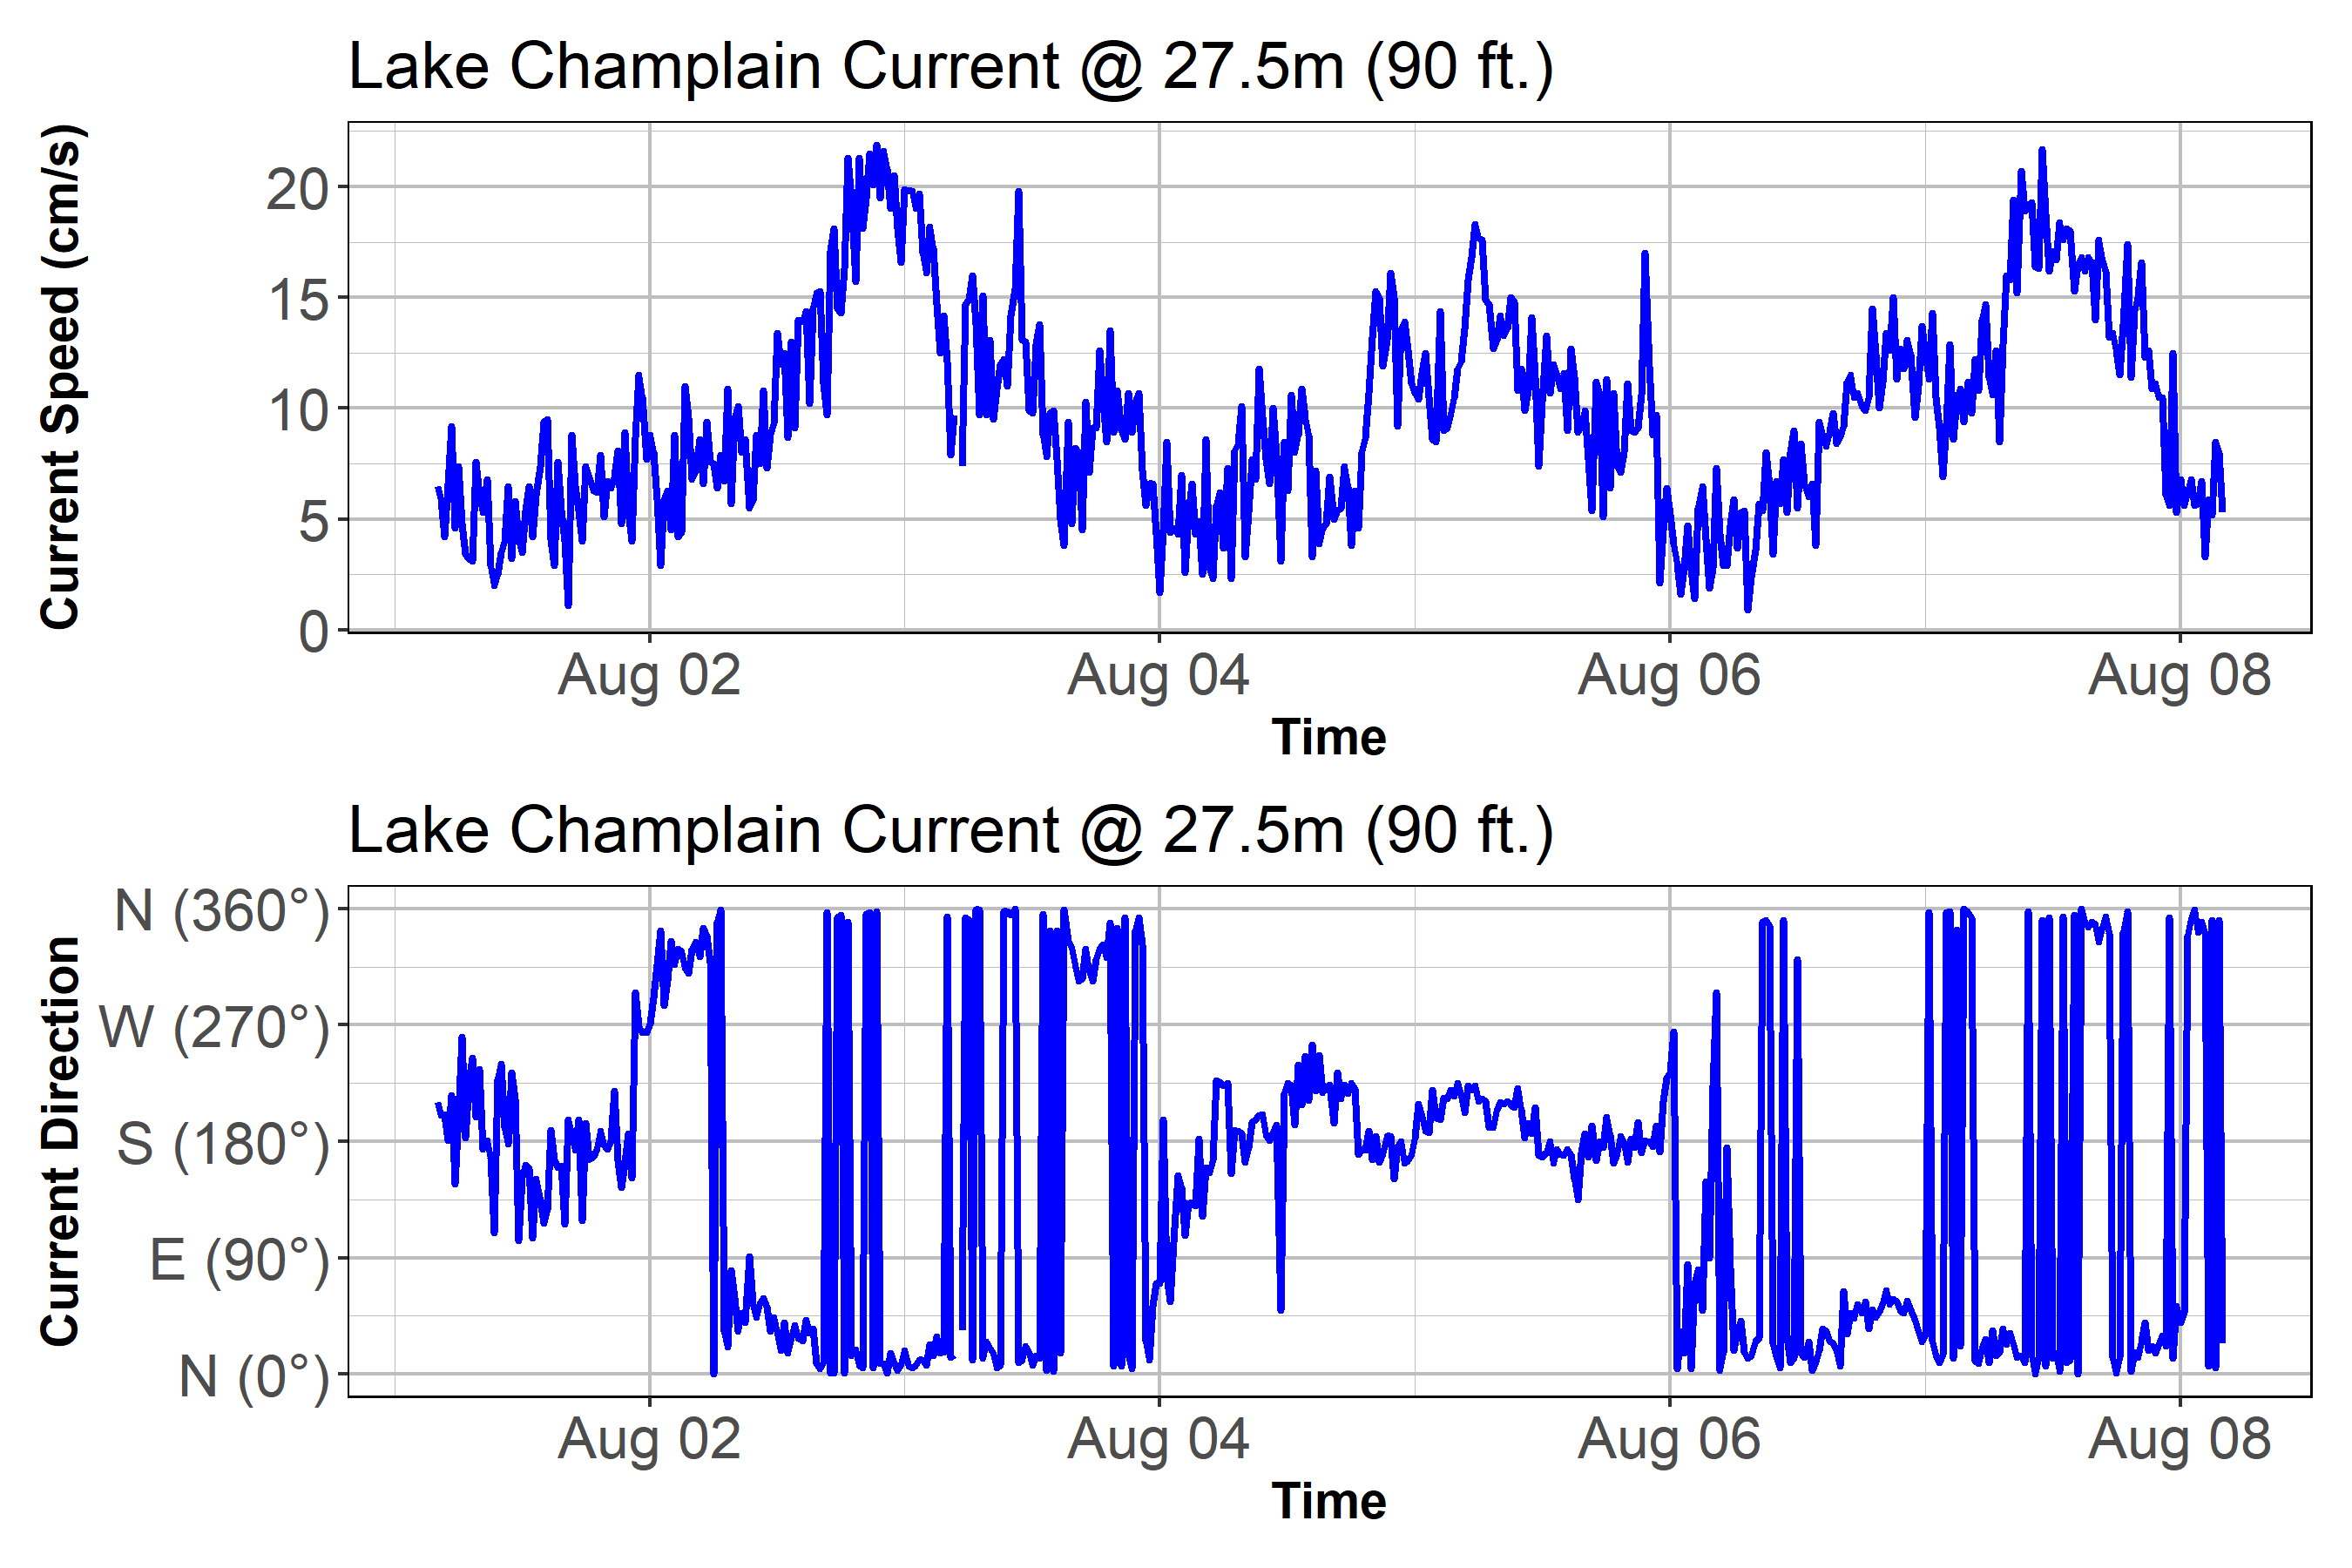 Lake Champlain Current @ 27.5m (90 ft.)
Current Speed (cm/s)
20
15
10
5
0
Aug 02 Aug 04 Aug 06 Aug 08
Time
Lake Champlain Current @ 27.5m (90 ft.)
Current Direction
N (360°)
W (270°)
S (180°)
E (90°)
N (0°)
Aug 02 Aug 04 Aug 06 Aug 08
Time